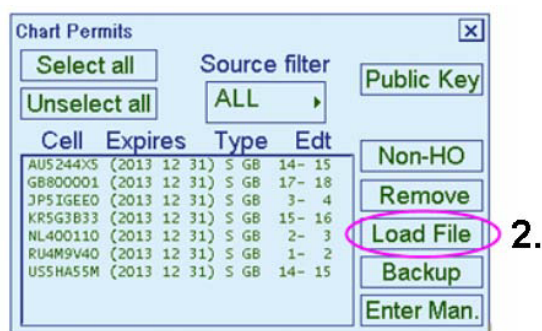 Chart Permits
Select all
Source filter
Public Key
Unselect all
ALL
Cell Expires Type Edt
AU5244X5 (2013 12 31) S GB 14- 15
GB800001 (2013 12 31) S GB 17- 18
JP5IGEEO (2013 12 31) S GB 3- 4
KR5G3B33 (2013 12 31) S GB 15- 16
NL400110 (2013 12 31) S GB 2- 3
RU4M9V40 (2013 12 31) S GB 1- 2
US5HA55M (2013 12 31) S GB 14- 15
Non-HO
Remove
Load File
2.
Backup
Enter Man.